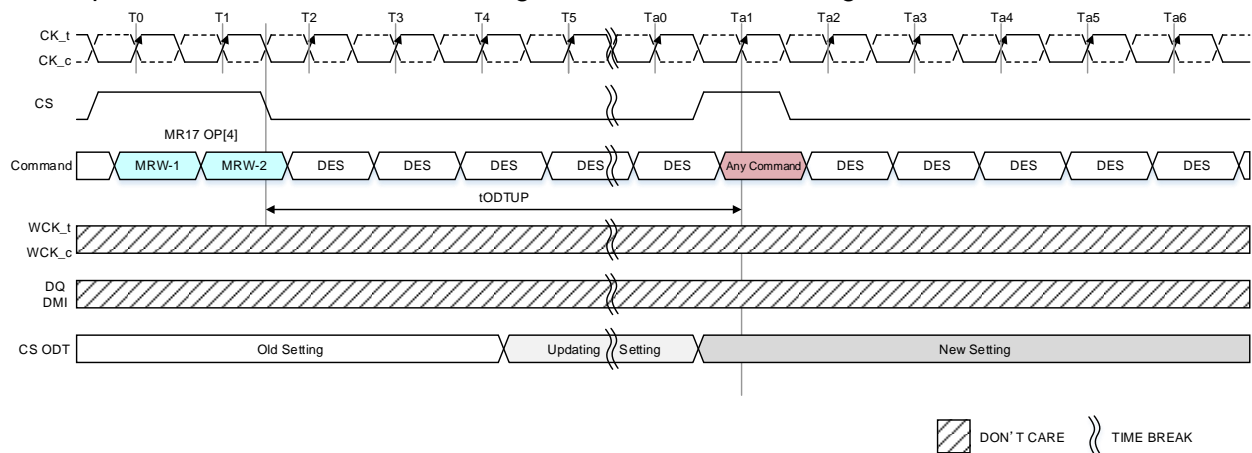 T0 T1 T2 T3 T4 T5 Ta0 Ta1 Ta2 Ta3 Ta4 Ta5 Ta6
CK_t
CK_c
CS
MR17 OP[4]
Command MRW-1 MRW-2 DES DES DES DES DES Any Command DES DES DES DES DES
tODTUP
WCK_t
WCK_c
DQ
DMI
CS ODT Old Setting Updating Setting New Setting
DON'T CARE TIME BREAK